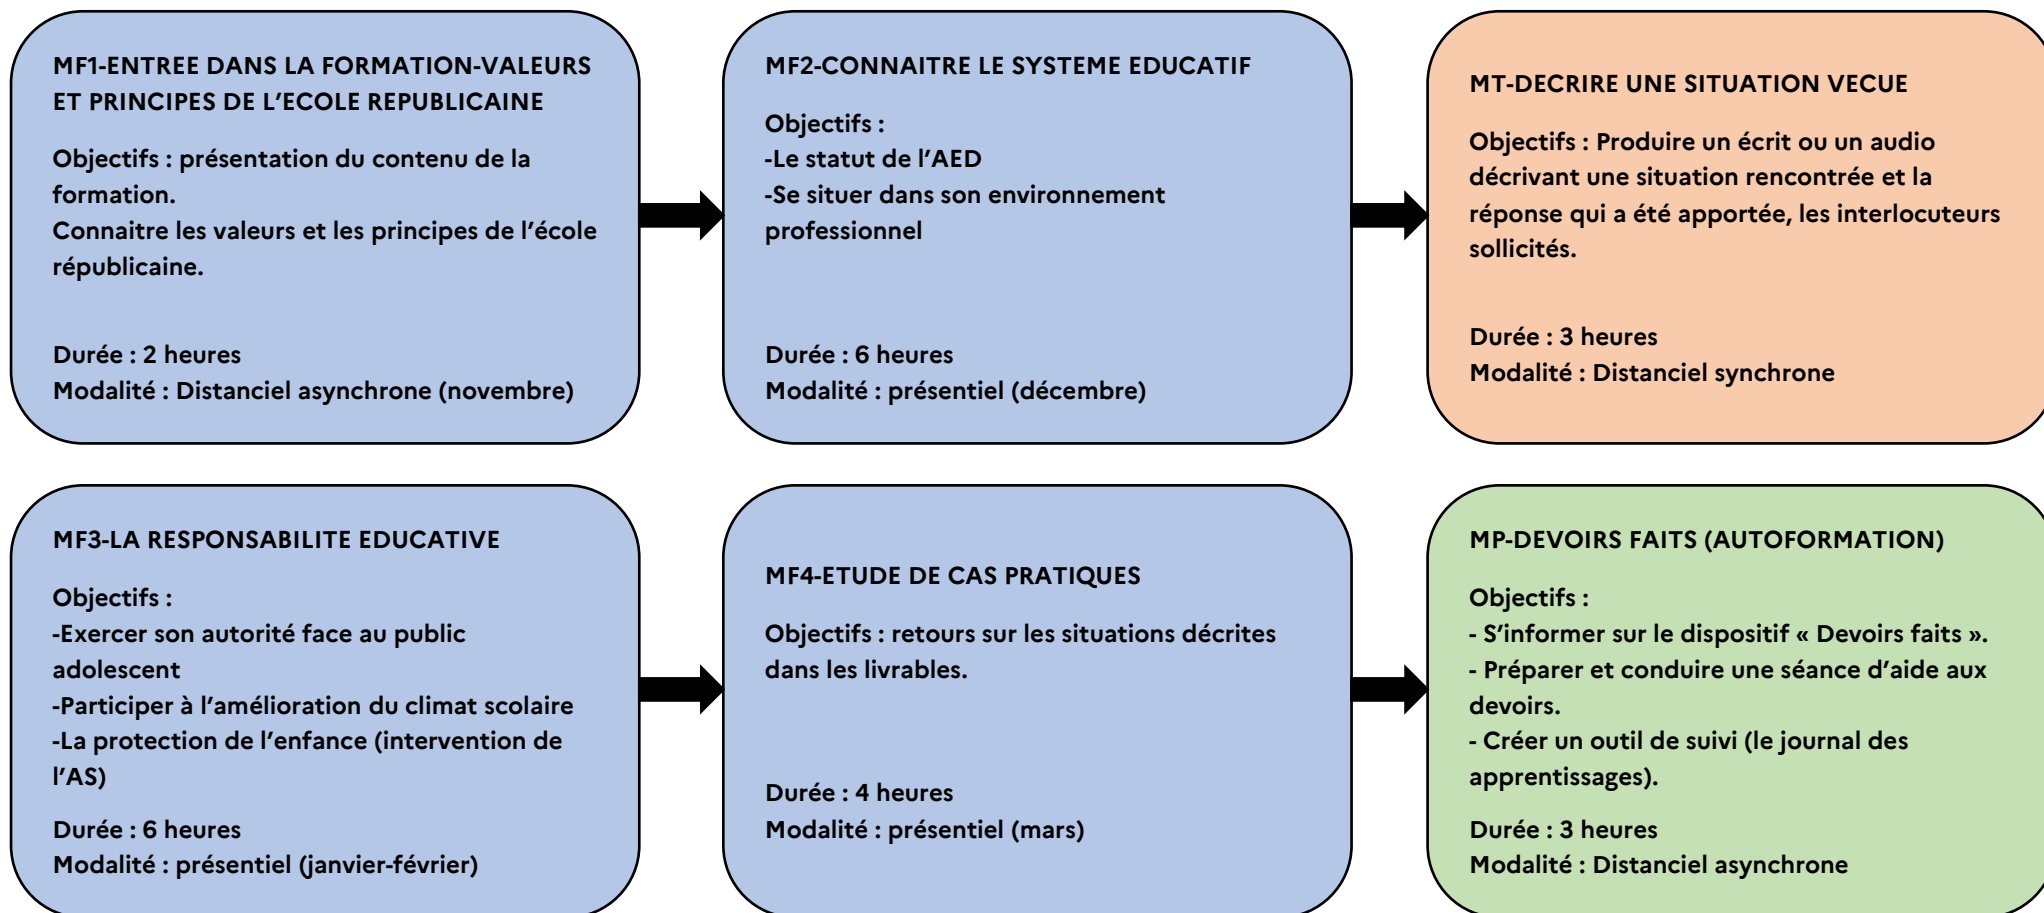 MF1-ENTREE DANS LA FORMATION-VALEURS
ET PRINCIPES DE L'ECOLE REPUBLICAINE
Objectifs : présentation du contenu de la
formation.
Connaitre les valeurs et les principes de l'école
républicaine.
Durée : 2 heures
Modalité : Distanciel asynchrone (novembre)
MF2-CONNAITRE LE SYSTEME EDUCATIF
Objectifs :
-Le statut de l'AED
-Se situer dans son environnement
professionnel
Durée : 6 heures
Modalité : présentiel (décembre)
MT-DECRIRE UNE SITUATION VECUE
Objectifs : Produire un écrit ou un audio
décrivant une situation rencontrée et la
réponse qui a été apportée, les interlocuteurs
sollicités.
Durée : 3 heures
Modalité : Distanciel synchrone
MF3-LA RESPONSABILITE EDUCATIVE
Objectifs :
-Exercer son autorité face au public
adolescent
-Participer à l'amélioration du climat scolaire
-La protection de l'enfance (intervention de
l'AS)
Durée : 6 heures
Modalité : présentiel (janvier-février)
MF4-ETUDE DE CAS PRATIQUES
Objectifs : retours sur les situations décrites
dans les livrables.
Durée : 4 heures
Modalité : présentiel (mars)
MP-DEVOIRS FAITS (AUTOFORMATION)
Objectifs :
- S'informer sur le dispositif « Devoirs faits ».
- Préparer et conduire une séance d'aide aux
devoirs.
- Créer un outil de suivi (le journal des
apprentissages).
Durée : 3 heures
Modalité : Distanciel asynchrone